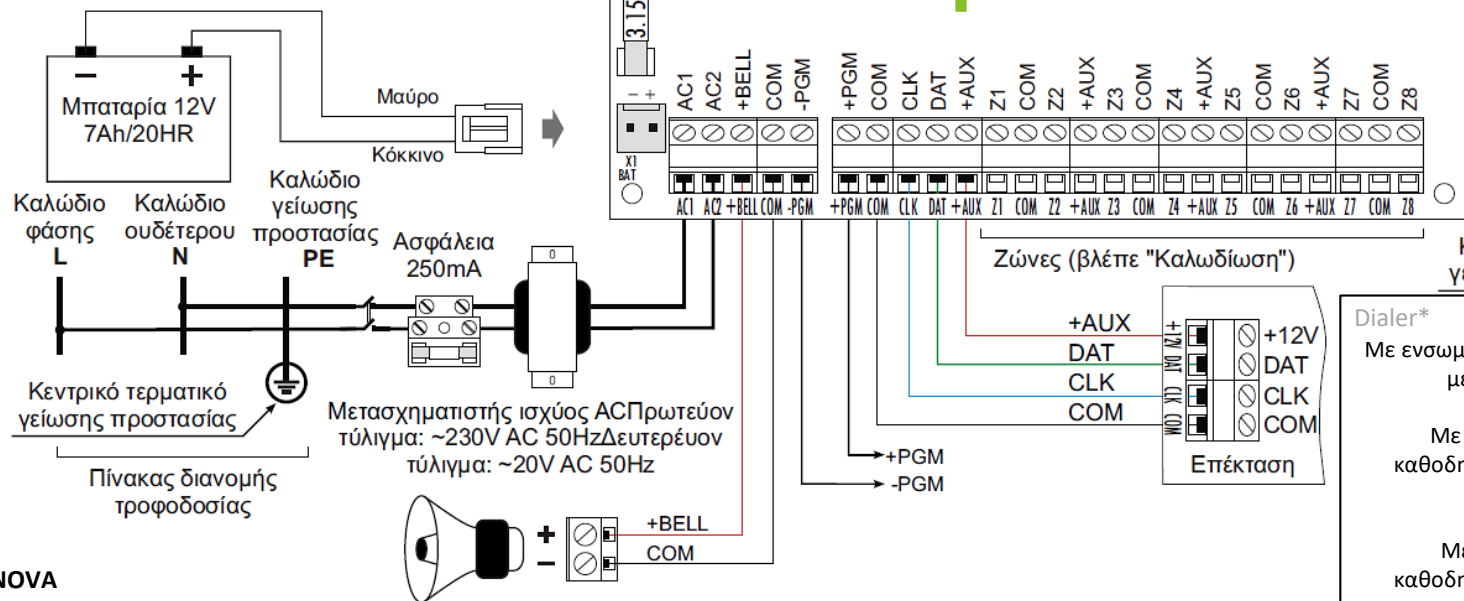 3.15
AC1 AC2 +BELL COM -PGM +PGM COM CLK DAT +AUX Z1 COM Z2 +AUX Z3 COM Z4 +AUX Z5 COM Z6 +AUX Z7 COM Z8
− +
Μπαταρία 12V
7Ah/20HR
− +
Μαύρο
Κόκκινο
X1
BAT
AC1 AC2 +BELL COM -PGM +PGM COM CLK DAT +AUX Z1 COM Z2 +AUX Z3 COM Z4 +AUX Z5 COM Z6 +AUX Z7 COM Z8
Καλώδιο
φάσης
L
Καλώδιο
ουδέτερου
N
Καλώδιο
γείωσης
προστασίας
PE
Ασφάλεια
250mA
Ζώνες (βλέπε "Καλωδίωση")
Κεντρικό τερματικό
γείωσης προστασίας
Πίνακας διανομής
τροφοδοσίας
Μετασχηματιστής ισχύος ACΠρωτεύον
τύλιγμα: ~230V AC 50HzΔευτερέυον
τύλιγμα: ~20V AC 50Hz
+AUX
DAT
CLK
COM
+12V
DAT
CLK
COM
+12V
DAT
CLK
COM
Επέκταση
+PGM
-PGM
+
−
+BELL
COM
Dialer*
Με
καθοδη
καθοδη
NOVA